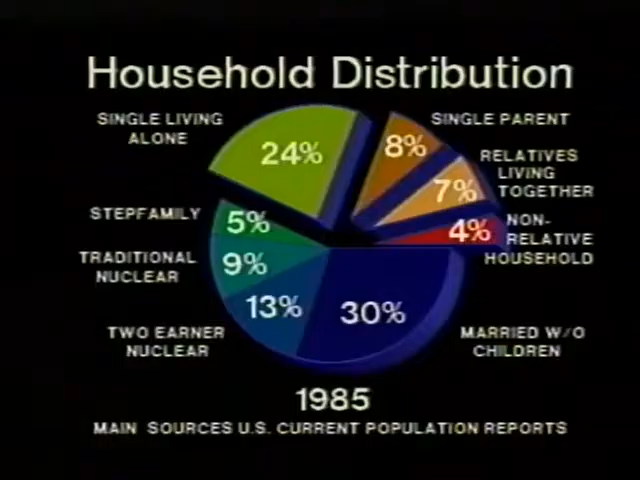 Household Distribution
SINGLE LIVING
ALONE
24%
8%
SINGLE PARENT
RELATIVES
LIVING
TOGETHER
7%
STEPFAMILY
5%
4%
NON-
RELATIVE
HOUSEHOLD
TRADITIONAL
NUCLEAR
9%
13%
30%
TWO EARNER
NUCLEAR
MARRIED W/O
CHILDREN
1985
MAIN SOURCES U.S. CURRENT POPULATION REPORTS